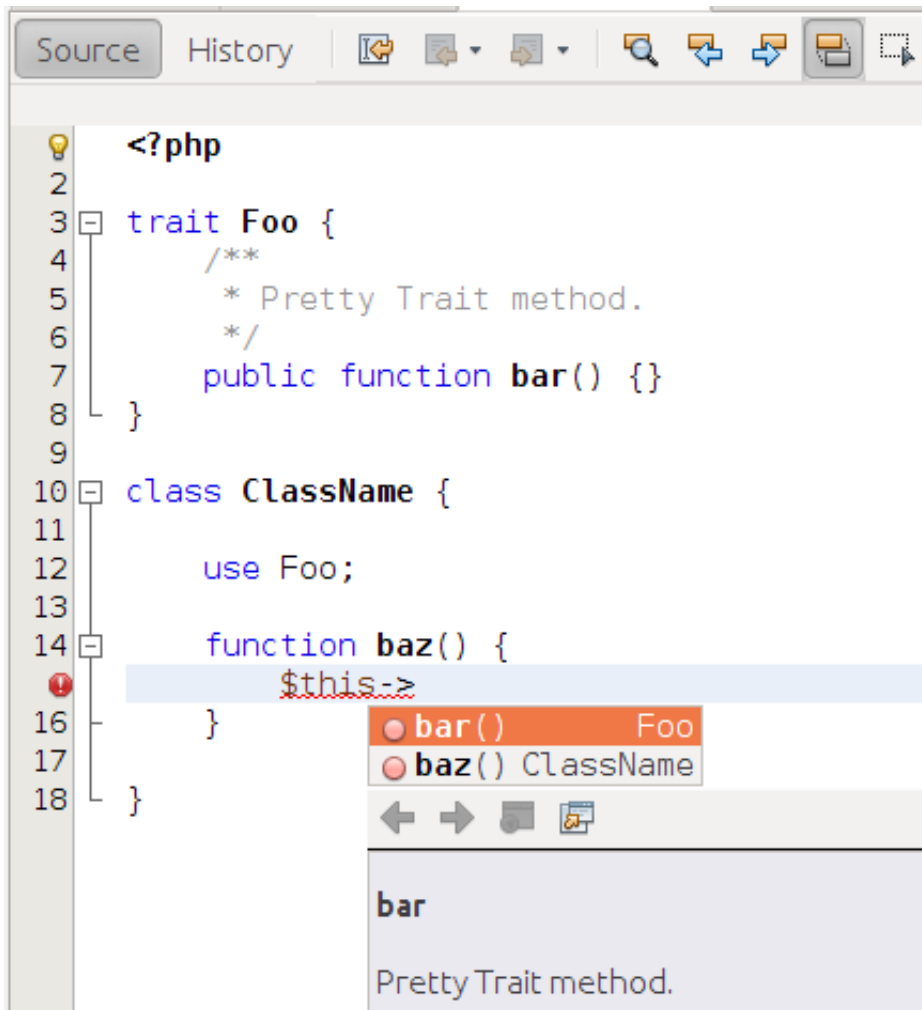 Source History
<?php
2
3 trait Foo {
4 /**
5 * Pretty Trait method.
6 */
7 public function bar() {}
8 }
9
10 class ClassName {
11
12 use Foo;
13
14 function baz() {
$this->
16 }
bar() Foo
17
baz() ClassName
18 }
bar
Pretty Trait method.